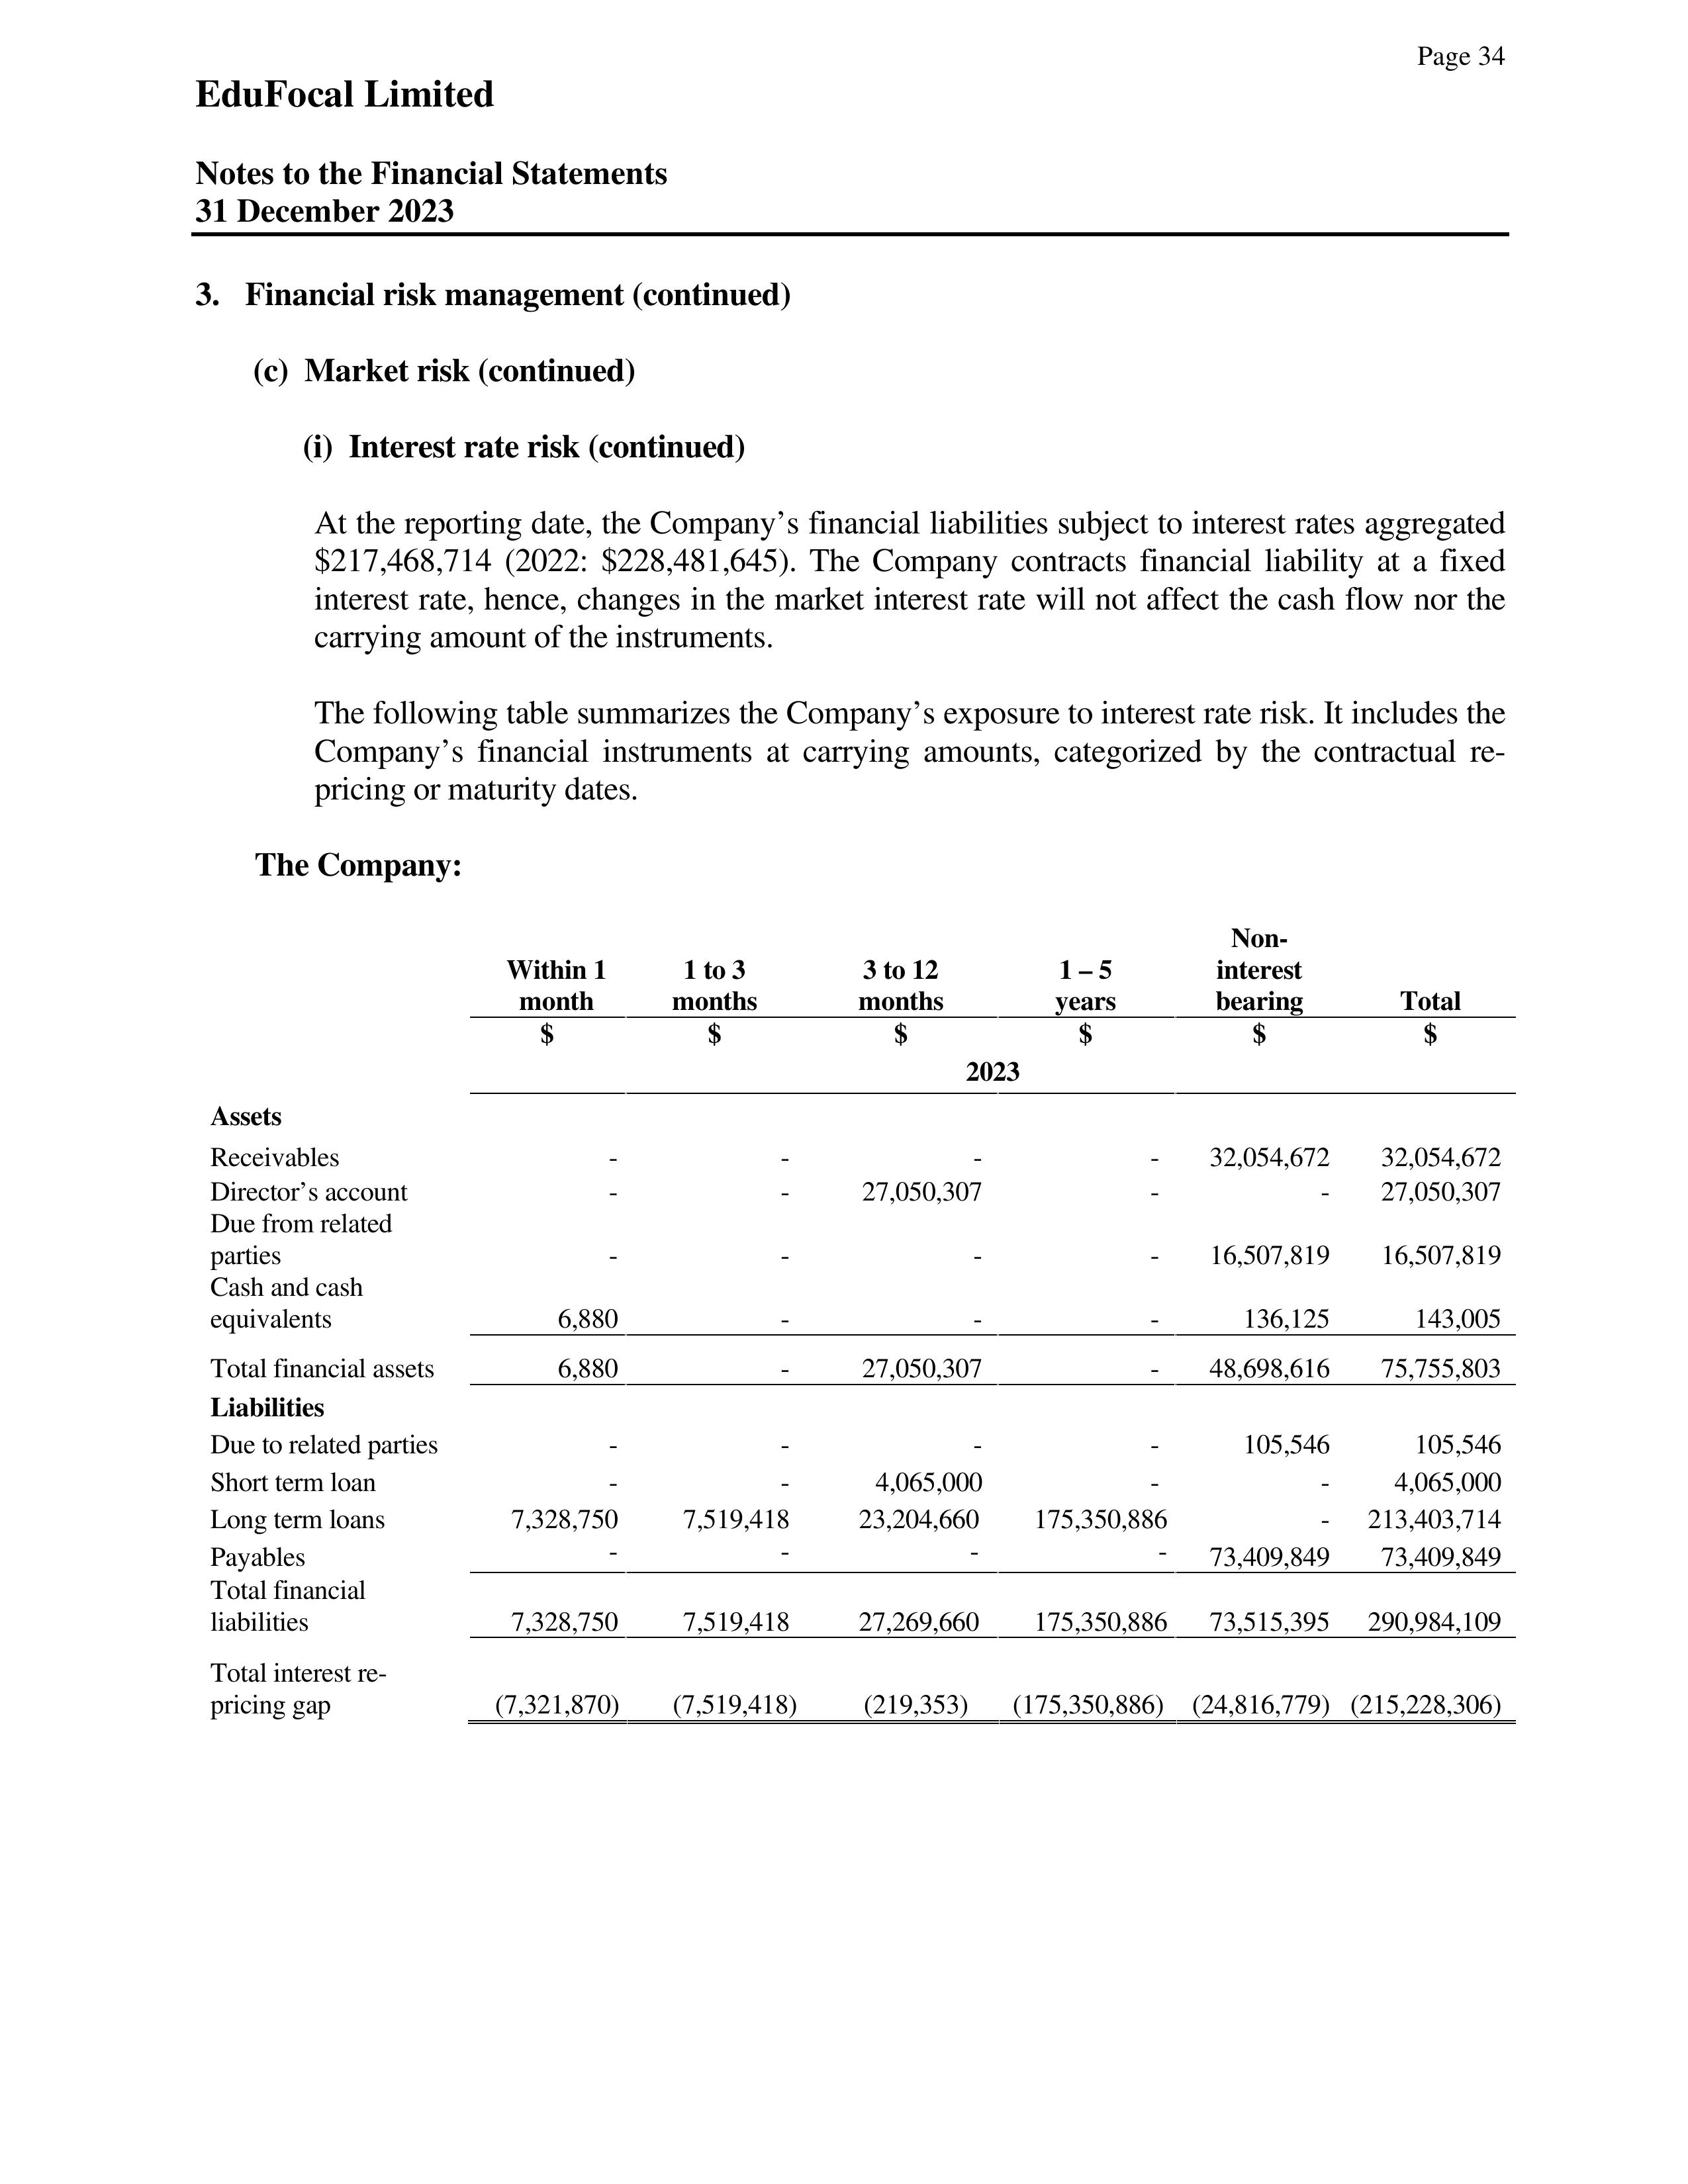 Page 34
EduFocal Limited
Notes to the Financial Statements
31 December 2023
3. Financial risk management (continued)
(c) Market risk (continued)
(i) Interest rate risk (continued)
At the reporting date, the Company’s financial liabilities subject to interest rates aggregated
$217,468,714 (2022: $228,481,645). The Company contracts financial liability at a fixed
interest rate, hence, changes in the market interest rate will not affect the cash flow nor the
carrying amount of the instruments.
The following table summarizes the Company’s exposure to interest rate risk. It includes the
Company’s financial instruments at carrying amounts, categorized by the contractual re-
pricing or maturity dates.
The Company:
Non-
Within 1 1 to 3 3 to 12 1 – 5 interest
month months months years bearing Total
$ $ $ $ $ $
2023
Assets
Receivables - - - - 32,054,672 32,054,672
Director’s account - - 27,050,307 - - 27,050,307
Due from related
parties - - - - 16,507,819 16,507,819
Cash and cash
equivalents 6,880 - - - 136,125 143,005
Total financial assets 6,880 - 27,050,307 - 48,698,616 75,755,803
Liabilities
Due to related parties - - - - 105,546 105,546
Short term loan - - 4,065,000 - - 4,065,000
Long term loans 7,328,750 7,519,418 23,204,660 175,350,886 - 213,403,714
Payables - - - - 73,409,849 73,409,849
Total financial
liabilities 7,328,750 7,519,418 27,269,660 175,350,886 73,515,395 290,984,109
Total interest re-
pricing gap (7,321,870) (7,519,418) (219,353) (175,350,886) (24,816,779) (215,228,306)